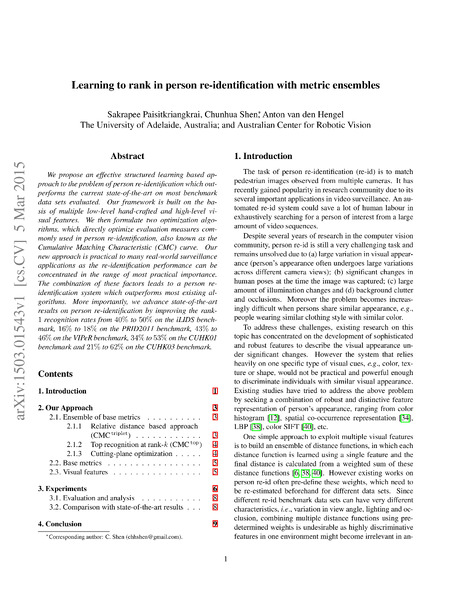 Learning to rank in person re-identification with metric ensembles
Sakrapee Paisitkriangkrai, Chunhua Shen,* Anton van den Hengel
The University of Adelaide, Australia; and Australian Center for Robotic Vision
arXiv:1503.01543v1 [cs.CV] 5 Mar 2015
Abstract
We propose an effective structured learning based ap-
proach to the problem of person re-identification which out-
performs the current state-of-the-art on most benchmark
data sets evaluated. Our framework is built on the ba-
sis of multiple low-level hand-crafted and high-level vi-
sual features. We then formulate two optimization algo-
rithms, which directly optimize evaluation measures com-
monly used in person re-identification, also known as the
Cumulative Matching Characteristic (CMC) curve. Our
new approach is practical to many real-world surveillance
applications as the re-identification performance can be
concentrated in the range of most practical importance.
The combination of these factors leads to a person re-
identification system which outperforms most existing al-
gorithms. More importantly, we advance state-of-the-art
results on person re-identification by improving the rank-
1 recognition rates from 40% to 50% on the iLIDS bench-
mark, 16% to 18% on the PRID2011 benchmark, 43% to
46% on the VIPeR benchmark, 34% to 53% on the CUHK01
benchmark and 21% to 62% on the CUHK03 benchmark.
Contents
1. Introduction 1
2. Our Approach 3
2.1. Ensemble of base metrics . . . . . . . . . . 3
2.1.1 Relative distance based approach
(CMC^triplet) . . . . . . . . . . . . 3
2.1.2 Top recognition at rank-k (CMC^top) 4
2.1.3 Cutting-plane optimization . . . . . 4
2.2. Base metrics . . . . . . . . . . . . . . . . . 5
2.3. Visual features . . . . . . . . . . . . . . . . 5
3. Experiments 6
3.1. Evaluation and analysis . . . . . . . . . . . 8
3.2. Comparison with state-of-the-art results . . . 8
4. Conclusion 9
*Corresponding author: C. Shen (chhshen@gmail.com).
1. Introduction
The task of person re-identification (re-id) is to match
pedestrian images observed from multiple cameras. It has
recently gained popularity in research community due to its
several important applications in video surveillance. An au-
tomated re-id system could save a lot of human labour in
exhaustively searching for a person of interest from a large
amount of video sequences.
Despite several years of research in the computer vision
community, person re-id is still a very challenging task and
remains unsolved due to (a) large variation in visual appear-
ance (person's appearance often undergoes large variations
across different camera views); (b) significant changes in
human poses at the time the image was captured; (c) large
amount of illumination changes and (d) background clutter
and occlusions. Moreover the problem becomes increas-
ingly difficult when persons share similar appearance, e.g.,
people wearing similar clothing style with similar color.
To address these challenges, existing research on this
topic has concentrated on the development of sophisticated
and robust features to describe the visual appearance un-
der significant changes. However the system that relies
heavily on one specific type of visual cues, e.g., color, tex-
ture or shape, would not be practical and powerful enough
to discriminate individuals with similar visual appearance.
Existing studies have tried to address the above problem
by seeking a combination of robust and distinctive feature
representation of person's appearance, ranging from color
histogram [12], spatial co-occurrence representation [34],
LBP [38], color SIFT [40], etc.
One simple approach to exploit multiple visual features
is to build an ensemble of distance functions, in which each
distance function is learned using a single feature and the
final distance is calculated from a weighted sum of these
distance functions [6, 38, 40]. However existing works on
person re-id often pre-define these weights, which need to
be re-estimated beforehand for different data sets. Since
different re-id benchmark data sets can have very different
characteristics, i.e., variation in view angle, lighting and oc-
clusion, combining multiple distance functions using pre-
determined weights is undesirable as highly discriminative
features in one environment might become irrelevant in an-
1